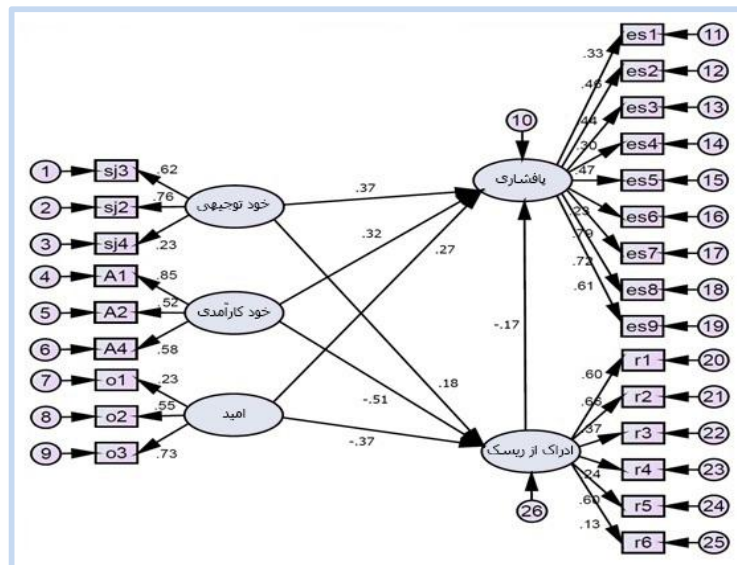 es1
11
.33
es2
12
.46
es3
13
.44
es4
14
.30
es5
15
.47
es6
16
.23
es7
17
.79
es8
18
.72
es9
19
.61
10
پافشاری
1
sj3
.62
2
sj2
.76
3
sj4
.23
خود توجیهی
.37
4
A1
.85
5
A2
.52
6
A4
.58
خود کارآمدی
.32
.27
7
o1
.23
8
o2
.55
9
o3
.73
امید
-.17
.18
-.51
-.37
ادراک از ریسک
26
r1
20
.60
r2
21
.66
r3
22
.37
r4
23
.24
r5
24
.60
r6
25
.13